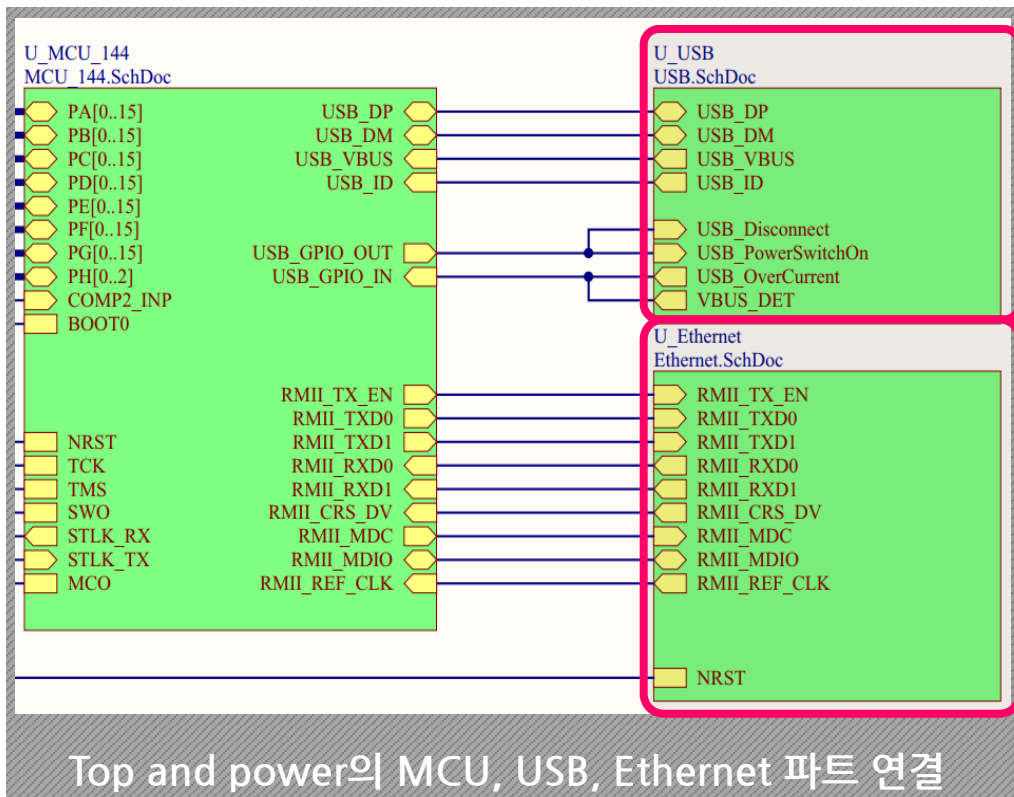 U_MCU_144
MCU_144.SchDoc
PA[0..15]
PB[0..15]
PC[0..15]
PD[0..15]
PE[0..15]
PF[0..15]
PG[0..15]
PH[0..2]
COMP2_INP
BOOT0
NRST
TCK
TMS
SWO
STLK_RX
STLK_TX
MCO
USB_DP
USB_DM
USB_VBUS
USB_ID
USB_GPIO_OUT
USB_GPIO_IN
RMII_TX_EN
RMII_TXD0
RMII_TXD1
RMII_RXD0
RMII_RXD1
RMII_CRS_DV
RMII_MDC
RMII_MDIO
RMII_REF_CLK
U_USB
USB.SchDoc
USB_DP
USB_DM
USB_VBUS
USB_ID
USB_Disconnect
USB_PowerSwitchOn
USB_OverCurrent
VBUS_DET
U_Ethernet
Ethernet.SchDoc
RMII_TX_EN
RMII_TXD0
RMII_TXD1
RMII_RXD0
RMII_RXD1
RMII_CRS_DV
RMII_MDC
RMII_MDIO
RMII_REF_CLK
NRST
Top and power의 MCU, USB, Ethernet 파트 연결